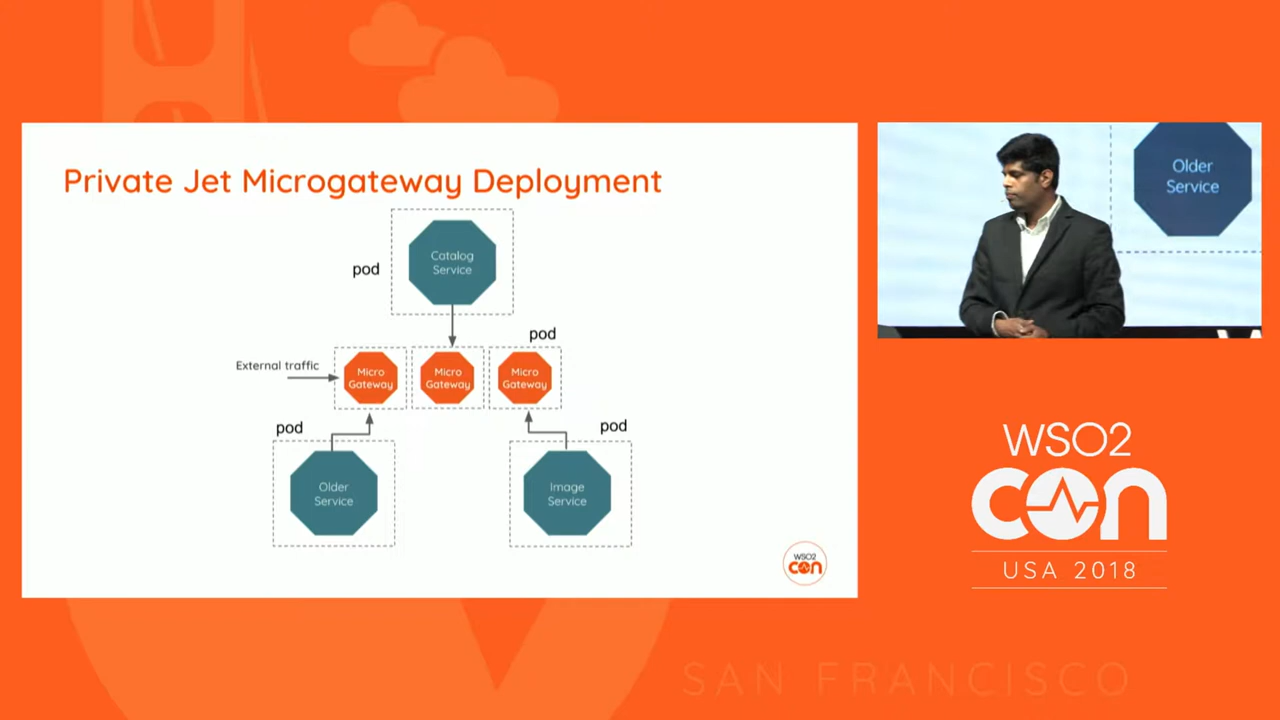 Private Jet Microgateway Deployment
Catalog
Service
pod
pod
External traffic
Micro
Gateway
Micro
Gateway
Micro
Gateway
pod
pod
Older
Service
Image
Service
WSO2
con
Older
Service
WSO2
con
USA 2018
SAN FRANCISCO